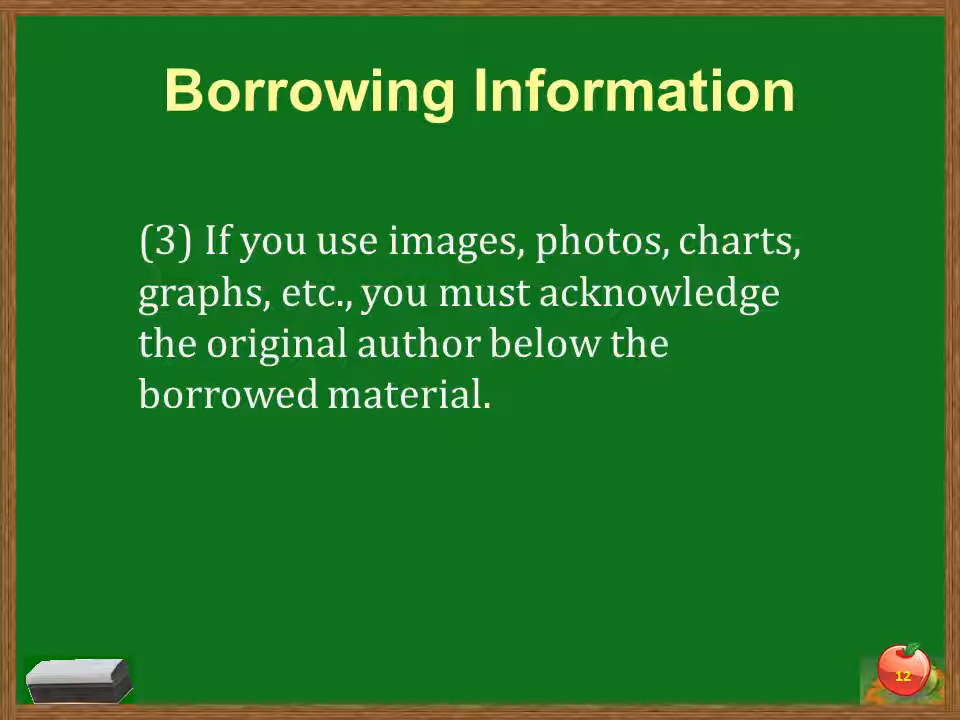 Borrowing Information
(3) If you use images, photos, charts,
graphs, etc., you must acknowledge
the original author below the
borrowed material.
12